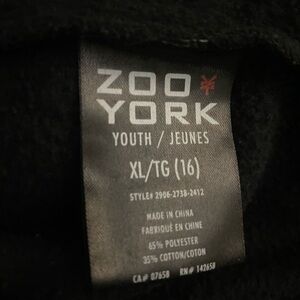 ZOO
YORK
YOUTH / JEUNES
XL/TG (16)
STYLE# 2906-2738-2412
MADE IN CHINA
FABRIQUÉ EN CHINE
65% POLYESTER
35% COTTON/COTON
CA# 07658 RN# 142658